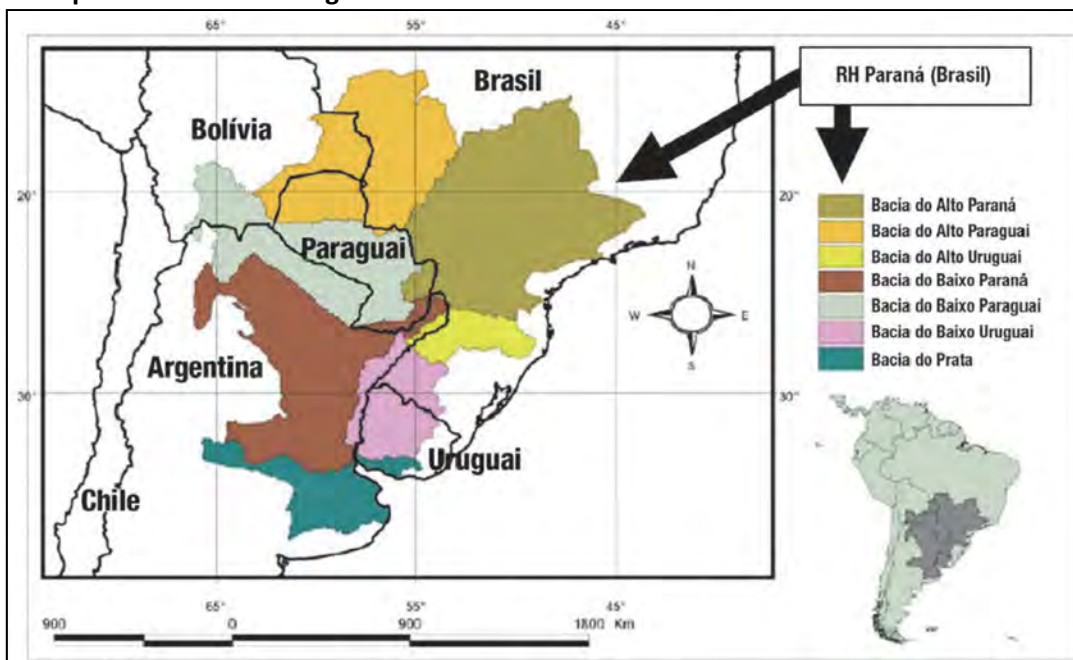 65°
55°
45°
Brasil
RH Paraná (Brasil)
Bolívia
20°
20°
Bacia do Alto Paraná
Bacia do Alto Paraguai
Bacia do Alto Uruguai
Bacia do Baixo Paraná
Bacia do Baixo Paraguai
Bacia do Baixo Uruguai
Bacia do Prata
Paraguai
N
W
E
S
Argentina
30°
30°
Uruguai
Chile
65°
55°
45°
900
0
900
1800 Km